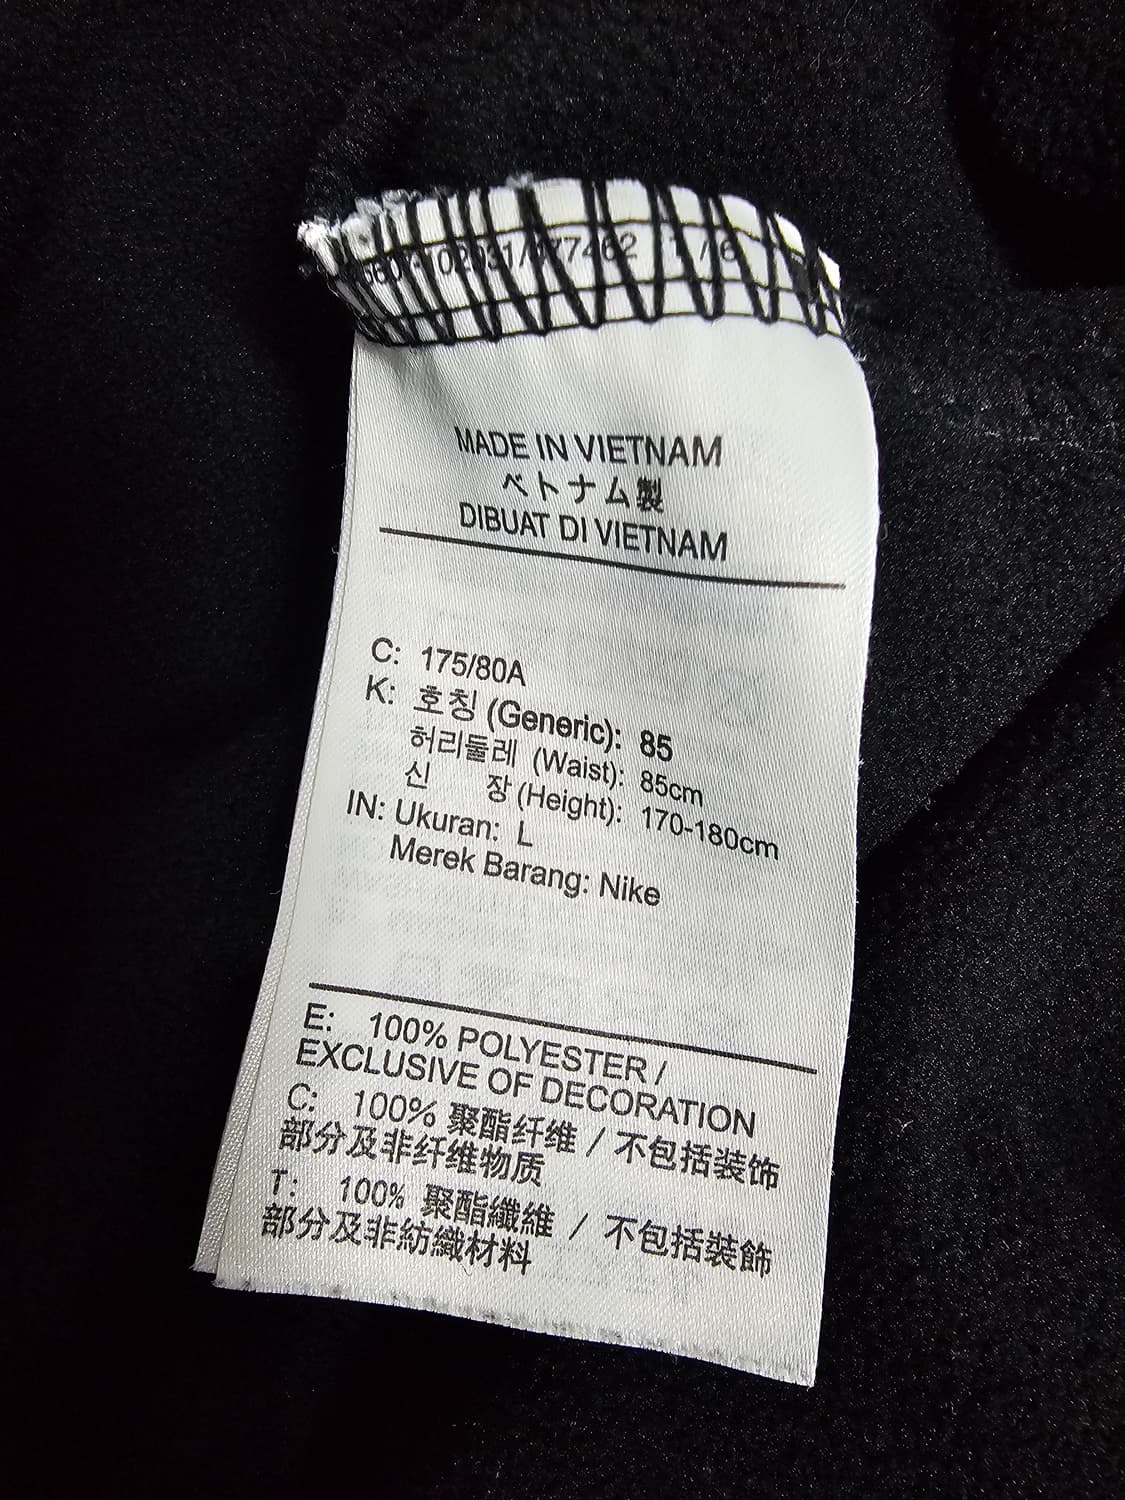 MADE IN VIETNAM
ベトナム製
DIBUAT DI VIETNAM
C: 175/80A
K: 호칭 (Generic): 85
허리둘레 (Waist): 85cm
신 장 (Height): 170-180cm
IN: Ukuran: L
Merek Barang: Nike
E: 100% POLYESTER /
EXCLUSIVE OF DECORATION
C: 100% 聚酯纤维 / 不包括装饰
部分及非纤维物质
T: 100% 聚酯纖維 / 不包括裝飾
部分及非紡織材料